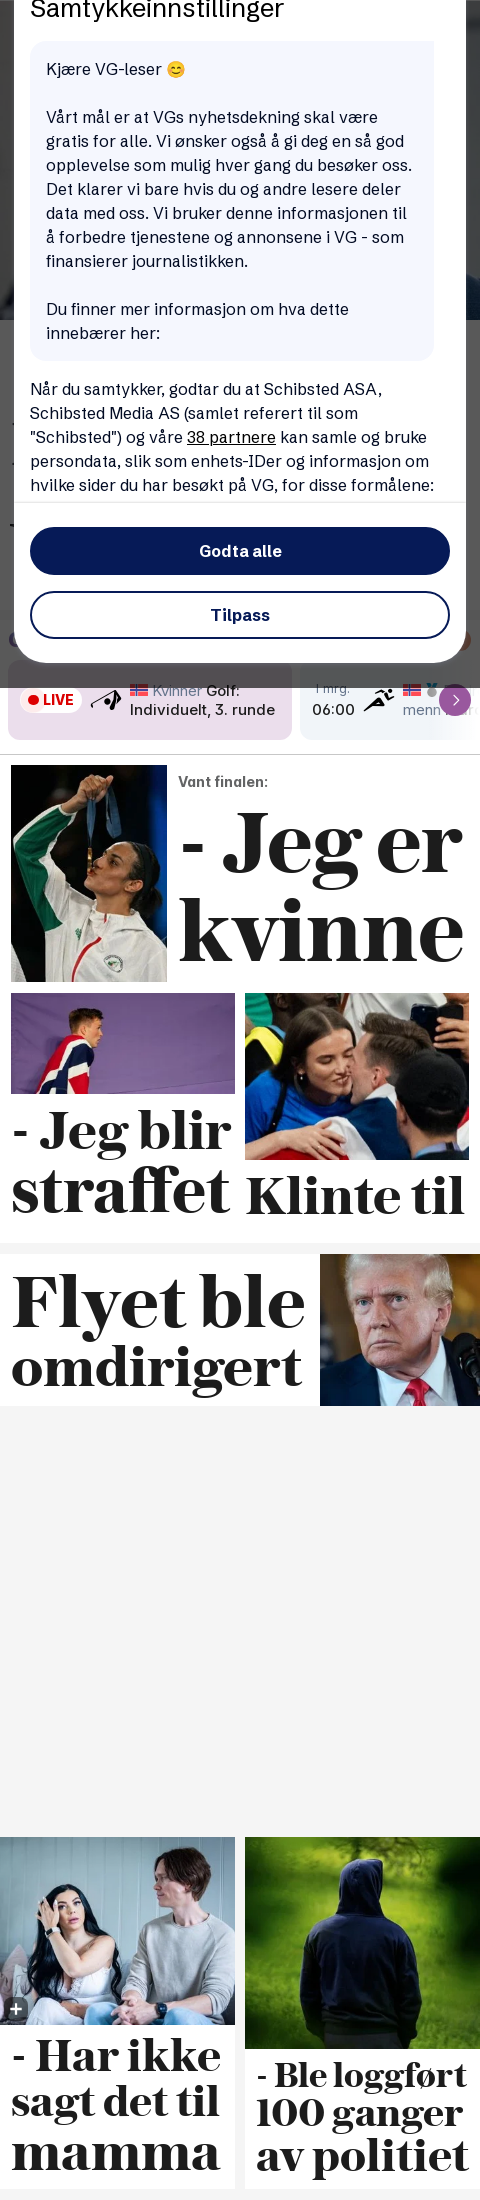 Samtykkeinnstillinger
Kjære VG-leser 😊
Vårt mål er at VGs nyhetsdekning skal være
gratis for alle. Vi ønsker også å gi deg en så god
opplevelse som mulig hver gang du besøker oss.
Det klarer vi bare hvis du og andre lesere deler
data med oss. Vi bruker denne informasjonen til
å forbedre tjenestene og annonsene i VG - som
finansierer journalistikken.
Du finner mer informasjon om hva dette
innebærer her:
Når du samtykker, godtar du at Schibsted ASA,
Schibsted Media AS (samlet referert til som
"Schibsted") og våre 38 partnere kan samle og bruke
persondata, slik som enhets-IDer og informasjon om
hvilke sider du har besøkt på VG, for disse formålene:
Godta alle
Tilpass
LIVE
Kvinner Golf:
Individuelt, 3. runde
I mrg.
06:00
menn
Vant finalen:
- Jeg er
kvinne
- Jeg blir
straffet
Klinte til
Flyet ble
omdirigert
- Har ikke
sagt det til
mamma
- Ble loggført
100 ganger
av politiet